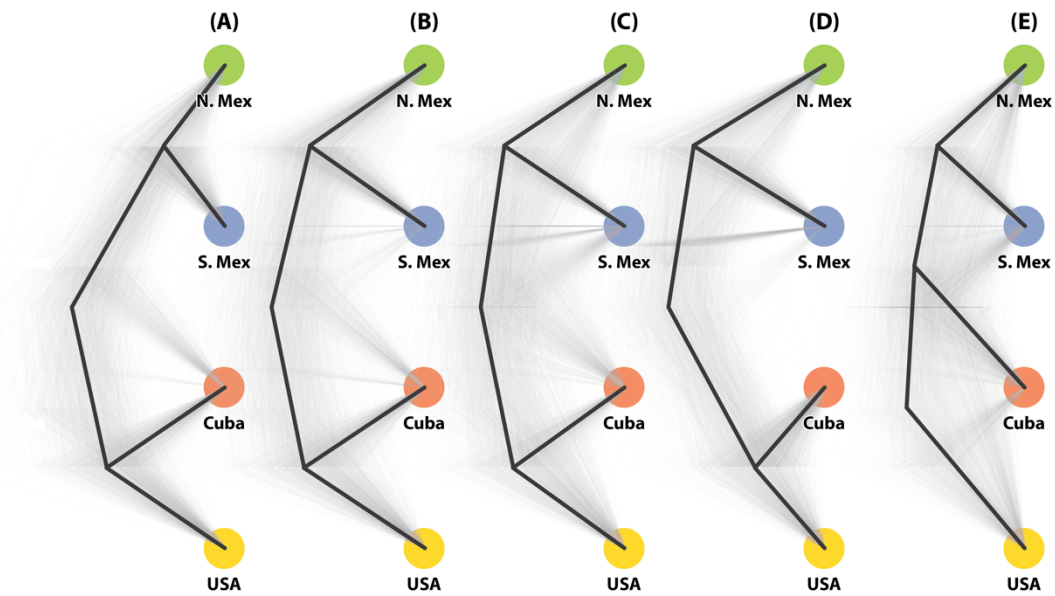 (A) (B) (C) (D) (E)
N. Mex N. Mex N. Mex N. Mex N. Mex
S. Mex S. Mex S. Mex S. Mex S. Mex
Cuba Cuba Cuba Cuba Cuba
USA USA USA USA USA